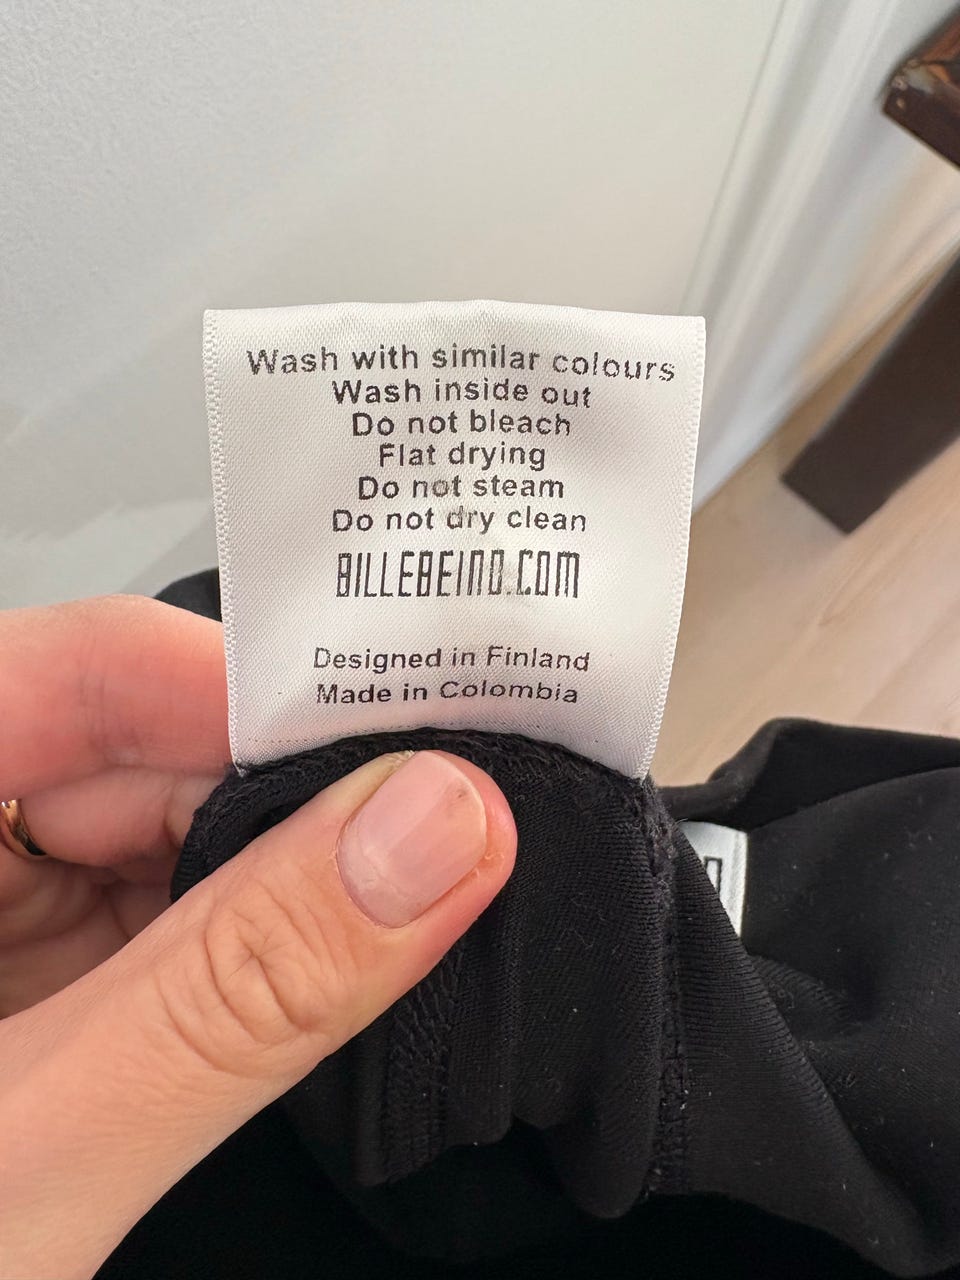 Wash with similar colours
Wash inside out
Do not bleach
Flat drying
Do not steam
Do not dry clean
BILLEBEINO.COM
Designed in Finland
Made in Colombia